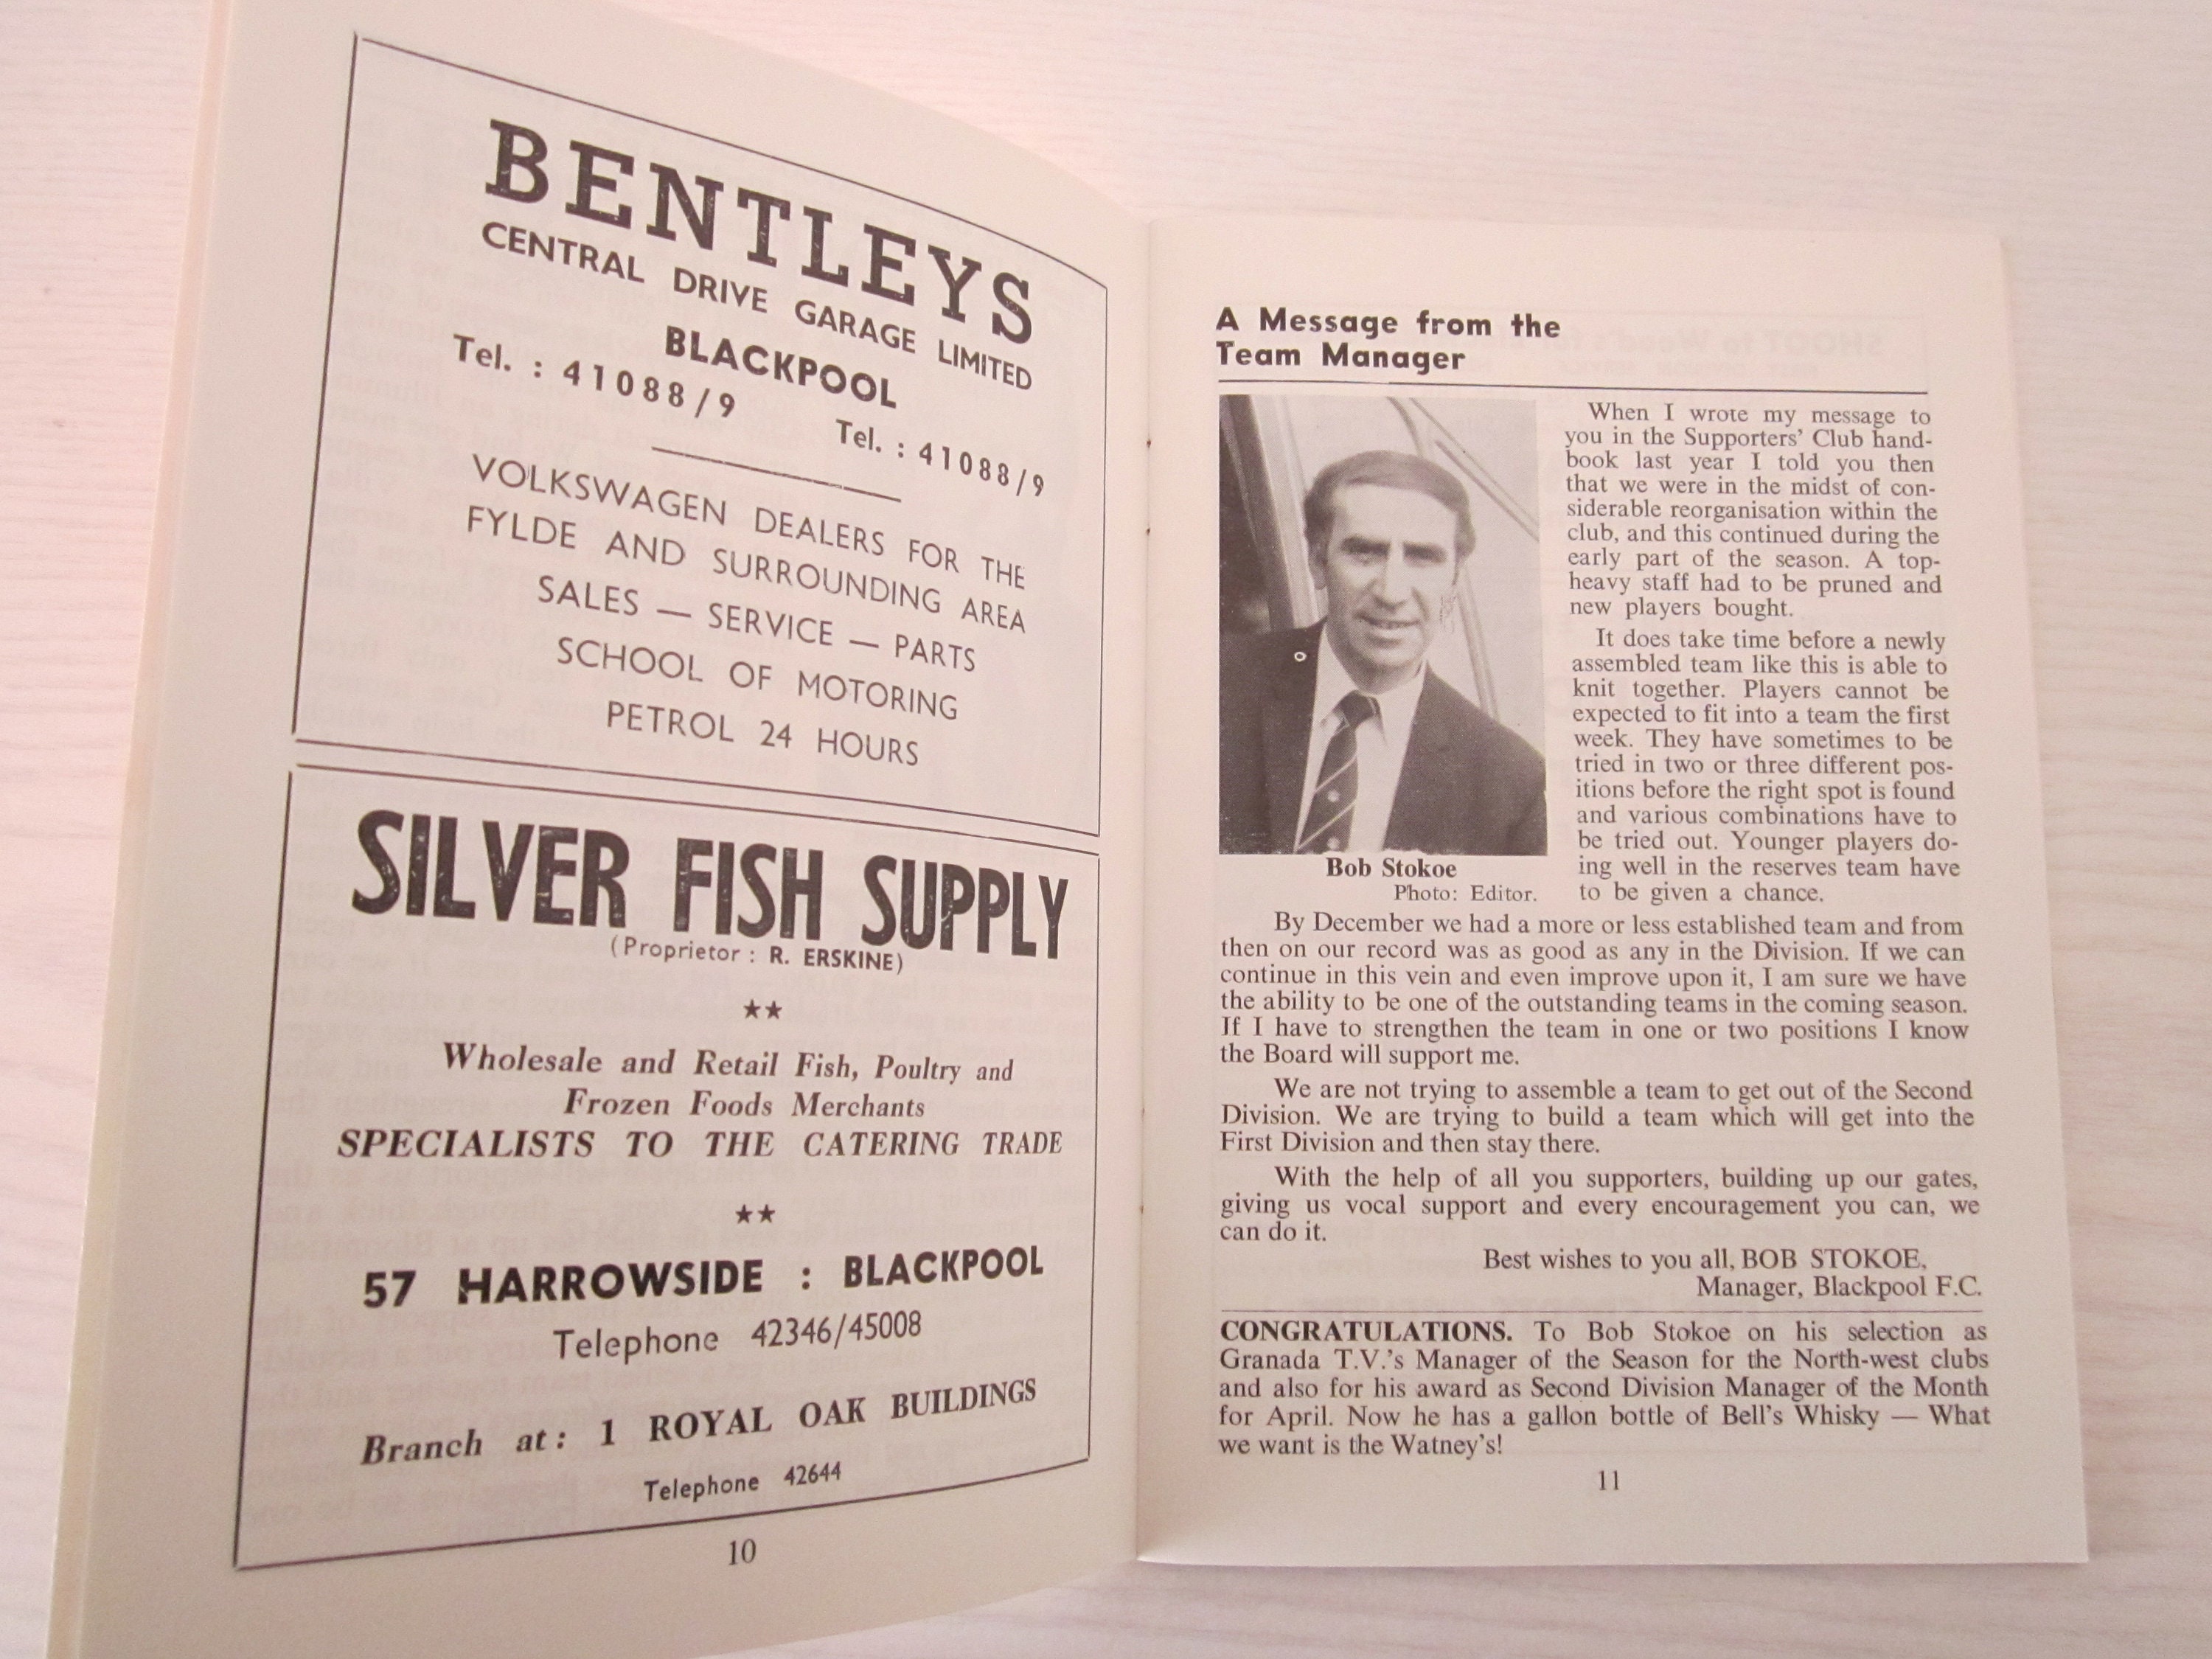 BENTLEYS
CENTRAL DRIVE GARAGE LIMITED
BLACKPOOL
Tel. : 41088/9 Tel. : 41088/9
VOLKSWAGEN DEALERS FOR THE
FYLDE AND SURROUNDING AREA
SALES — SERVICE — PARTS
SCHOOL OF MOTORING
PETROL 24 HOURS
SILVER FISH SUPPLY
(Proprietor : R. ERSKINE)
★★
Wholesale and Retail Fish, Poultry and
Frozen Foods Merchants
SPECIALISTS TO THE CATERING TRADE
★★
57 HARROWSIDE : BLACKPOOL
Telephone 42346/45008
Branch at : 1 ROYAL OAK BUILDINGS
Telephone 42644
10
A Message from the
Team Manager
When I wrote my message to
you in the Supporters' Club hand-
book last year I told you then
that we were in the midst of con-
siderable reorganisation within the
club, and this continued during the
early part of the season. A top-
heavy staff had to be pruned and
new players bought.
It does take time before a newly
assembled team like this is able to
knit together. Players cannot be
expected to fit into a team the first
week. They have sometimes to be
tried in two or three different pos-
itions before the right spot is found
and various combinations have to
be tried out. Younger players do-
ing well in the reserves team have
to be given a chance.
Bob Stokoe
Photo: Editor.
By December we had a more or less established team and from
then on our record was as good as any in the Division. If we can
continue in this vein and even improve upon it, I am sure we have
the ability to be one of the outstanding teams in the coming season.
If I have to strengthen the team in one or two positions I know
the Board will support me.
We are not trying to assemble a team to get out of the Second
Division. We are trying to build a team which will get into the
First Division and then stay there.
With the help of all you supporters, building up our gates,
giving us vocal support and every encouragement you can, we
can do it.
Best wishes to you all, BOB STOKOE,
Manager, Blackpool F.C.
CONGRATULATIONS. To Bob Stokoe on his selection as
Granada T.V.'s Manager of the Season for the North-west clubs
and also for his award as Second Division Manager of the Month
for April. Now he has a gallon bottle of Bell's Whisky — What
we want is the Watney's!
11